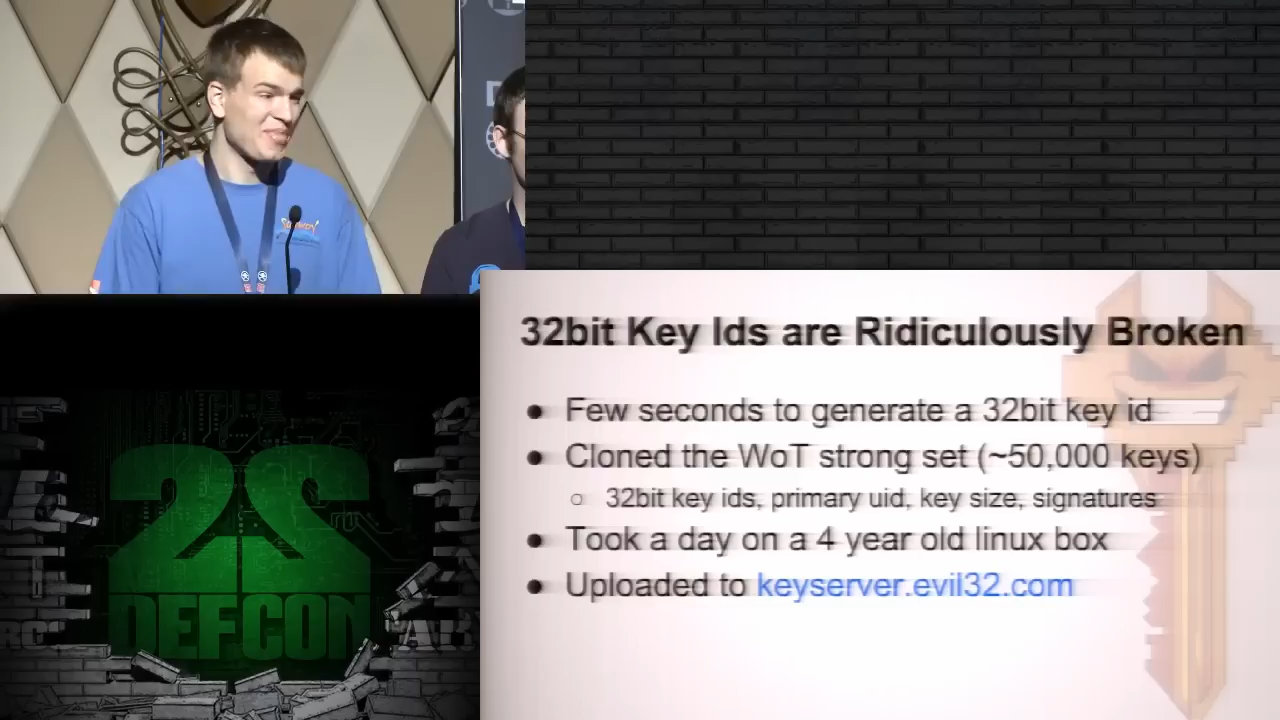 32bit Key Ids are Ridiculously Broken
● Few seconds to generate a 32bit key id
● Cloned the WoT strong set (~50,000 keys)
○ 32bit key ids, primary uid, key size, signatures
● Took a day on a 4 year old linux box
● Uploaded to keyserver.evil32.com
22
DEFCON